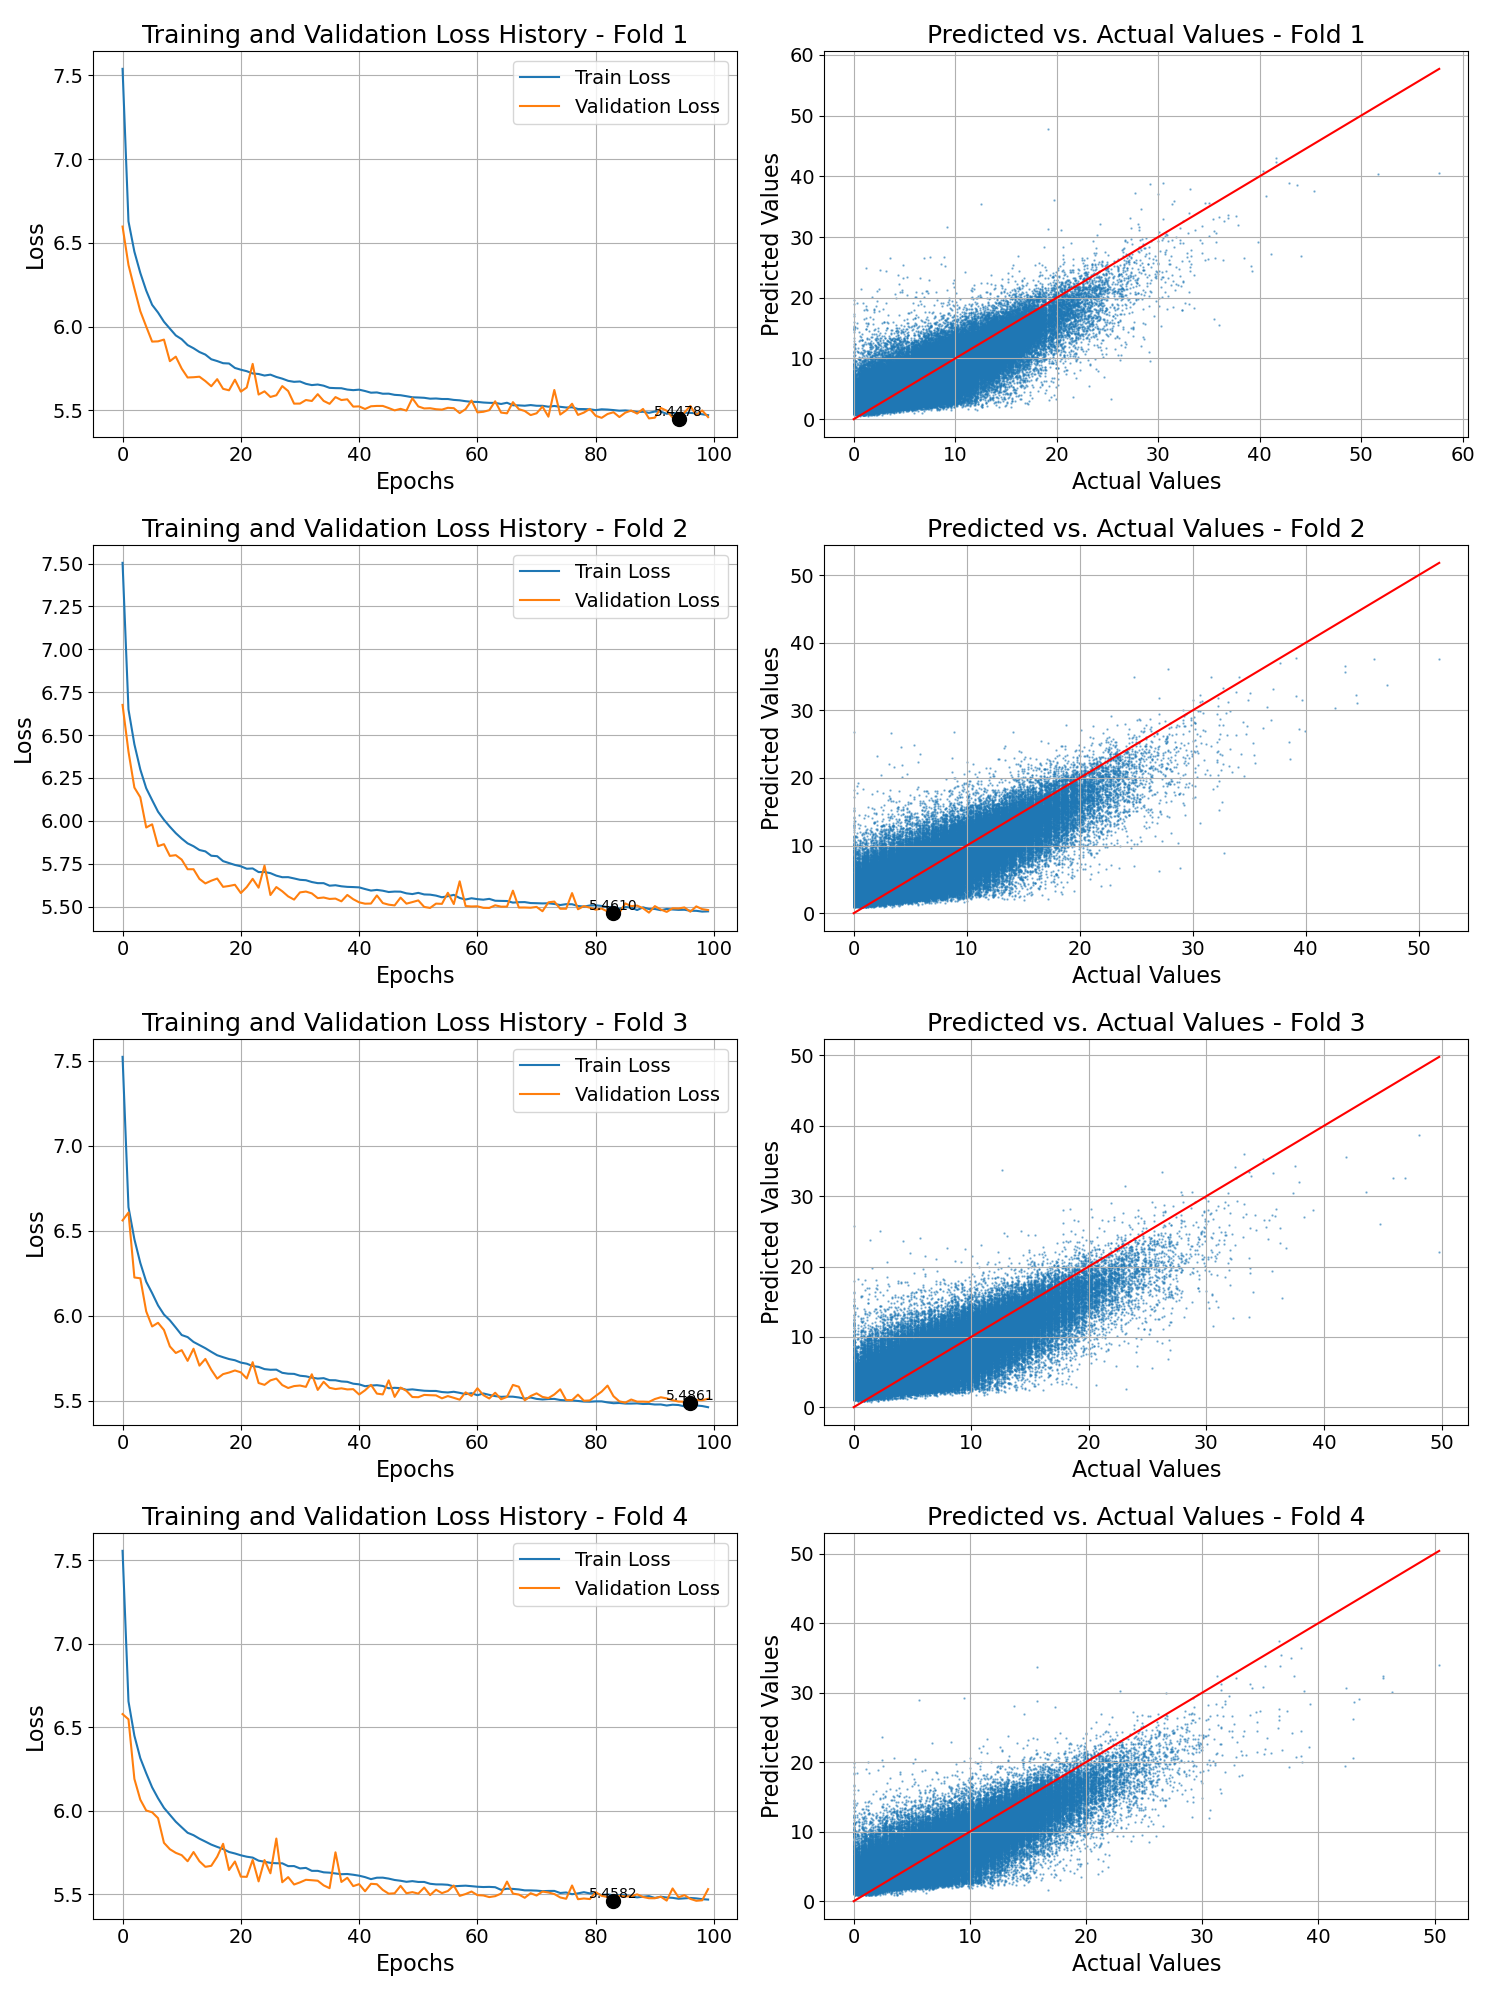 Training and Validation Loss History - Fold 1
Predicted vs. Actual Values - Fold 1
Train Loss
Validation Loss
7.5
7.0
6.5
6.0
5.5
Loss
5.4478
0 20 40 60 80 100
Epochs
60
50
40
30
20
10
0
Predicted Values
0 10 20 30 40 50 60
Actual Values
Training and Validation Loss History - Fold 2
Predicted vs. Actual Values - Fold 2
Train Loss
Validation Loss
7.50
7.25
7.00
6.75
6.50
6.25
6.00
5.75
5.50
Loss
5.4610
0 20 40 60 80 100
Epochs
50
40
30
20
10
0
Predicted Values
0 10 20 30 40 50
Actual Values
Training and Validation Loss History - Fold 3
Predicted vs. Actual Values - Fold 3
Train Loss
Validation Loss
7.5
7.0
6.5
6.0
5.5
Loss
5.4861
0 20 40 60 80 100
Epochs
50
40
30
20
10
0
Predicted Values
0 10 20 30 40 50
Actual Values
Training and Validation Loss History - Fold 4
Predicted vs. Actual Values - Fold 4
Train Loss
Validation Loss
7.5
7.0
6.5
6.0
5.5
Loss
5.4582
0 20 40 60 80 100
Epochs
50
40
30
20
10
0
Predicted Values
0 10 20 30 40 50
Actual Values